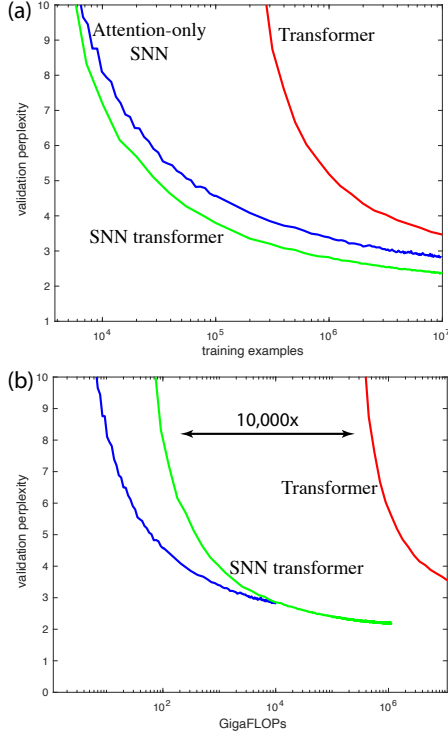 (a)
10
9
8
7
6
5
4
3
2
1
validation perplexity
Attention-only
SNN
Transformer
SNN transformer
10^4
10^5
10^6
10^7
training examples
(b)
10
9
8
7
6
5
4
3
2
1
0
validation perplexity
10,000x
Transformer
SNN transformer
10^2
10^4
10^6
GigaFLOPs